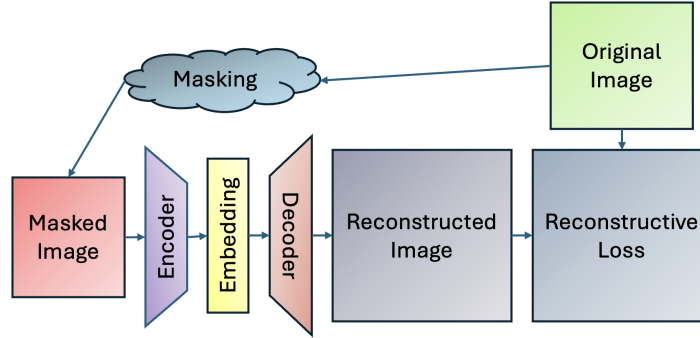 Original
Image
Masking
Masked
Image
Encoder
Embedding
Decoder
Reconstructed
Image
Reconstructive
Loss